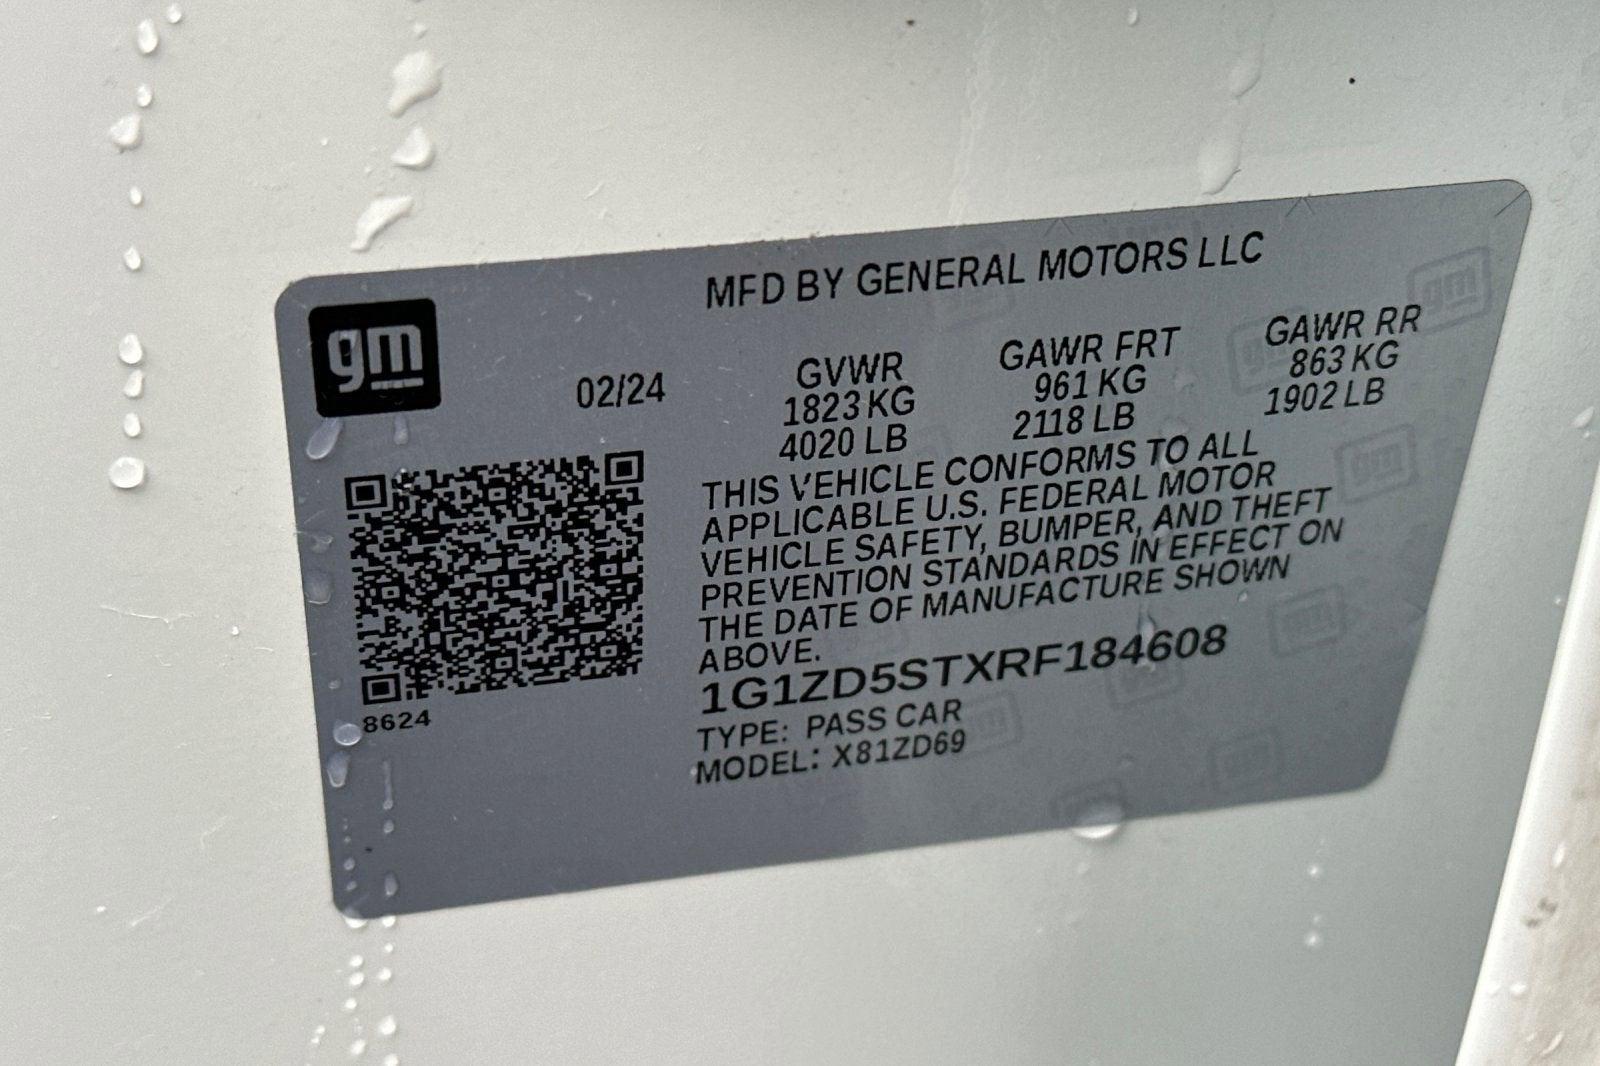 MFD BY GENERAL MOTORS LLC
gm
02/24
GVWR GAWR FRT GAWR RR
1823 KG 961 KG 863 KG
4020 LB 2118 LB 1902 LB
THIS VEHICLE CONFORMS TO ALL
APPLICABLE U.S. FEDERAL MOTOR
VEHICLE SAFETY, BUMPER, AND THEFT
PREVENTION STANDARDS IN EFFECT ON
THE DATE OF MANUFACTURE SHOWN
ABOVE.
1G1ZD5STXRF184608
TYPE: PASS CAR
MODEL: X81ZD69
8624